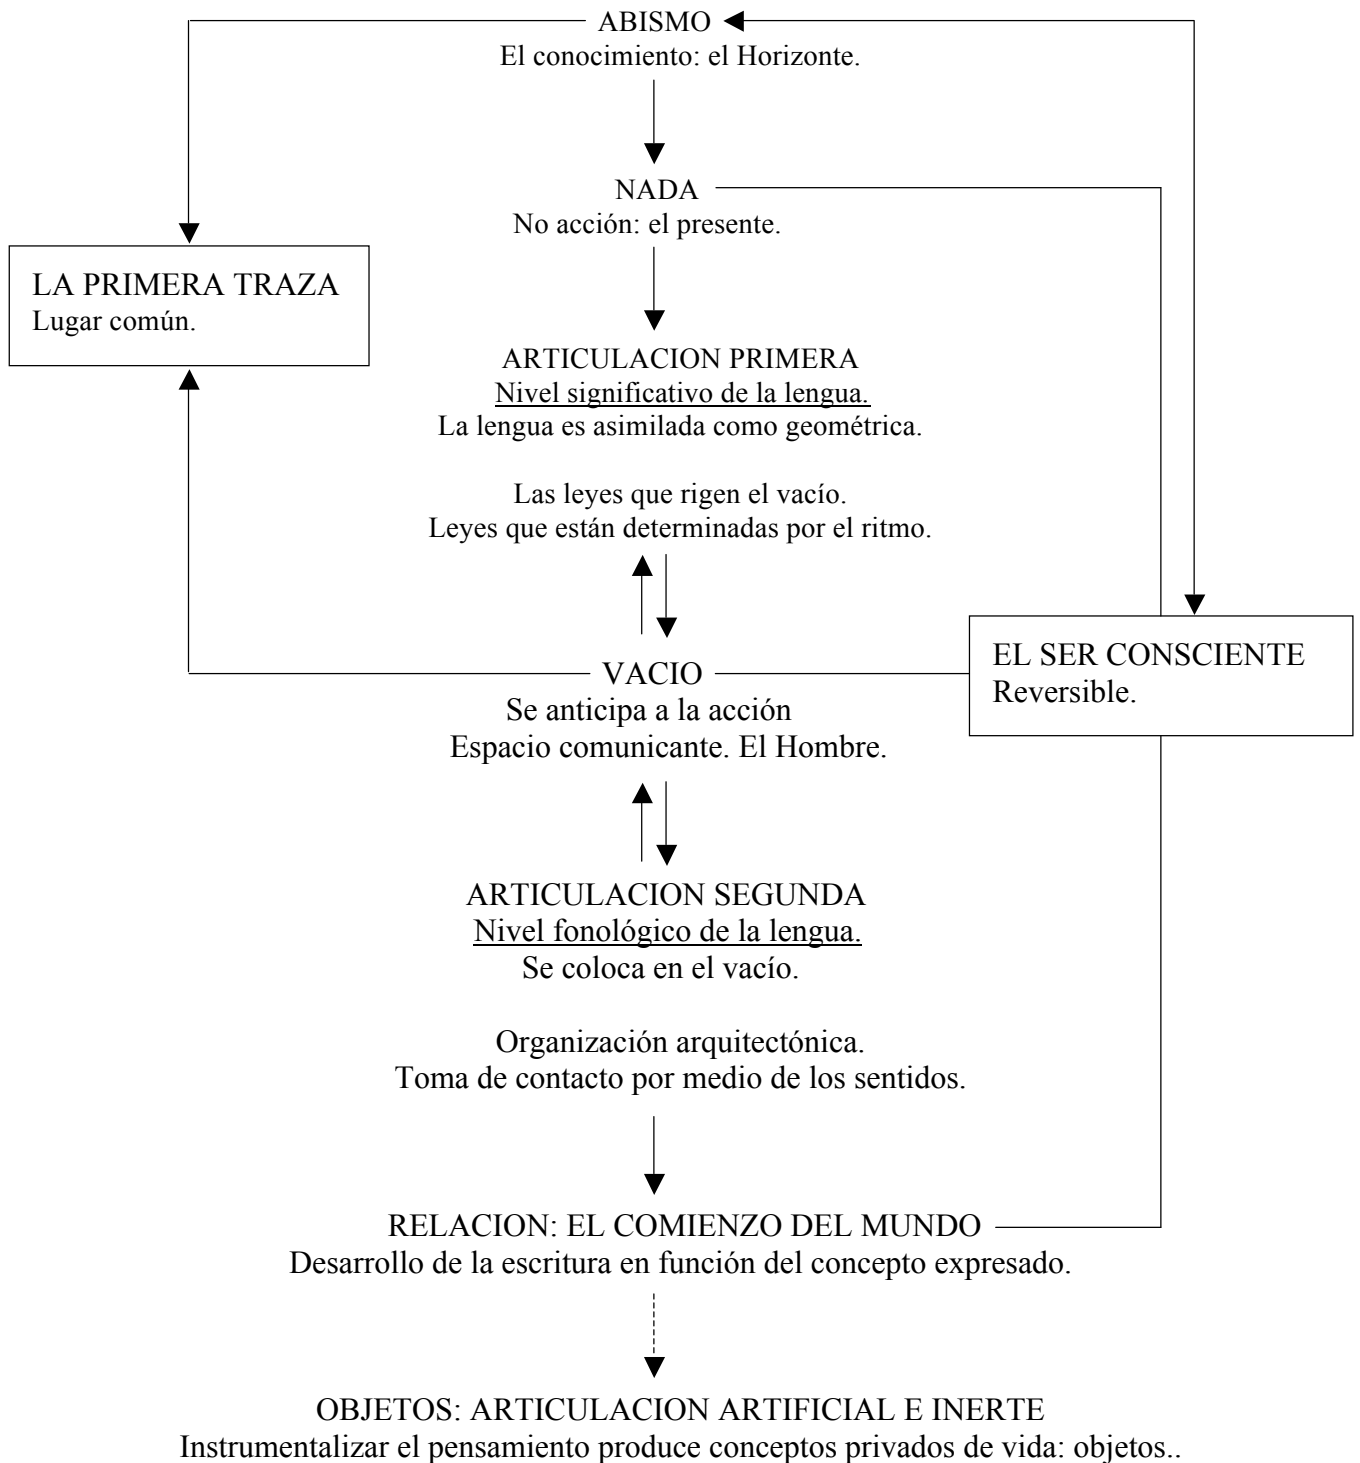 ABISMO
El conocimiento: el Horizonte.
NADA
No acción: el presente.
LA PRIMERA TRAZA
Lugar común.
ARTICULACION PRIMERA
Nivel significativo de la lengua.
La lengua es asimilada como geométrica.
Las leyes que rigen el vacío.
Leyes que están determinadas por el ritmo.
EL SER CONSCIENTE
Reversible.
VACIO
Se anticipa a la acción
Espacio comunicante. El Hombre.
ARTICULACION SEGUNDA
Nivel fonológico de la lengua.
Se coloca en el vacío.
Organización arquitectónica.
Toma de contacto por medio de los sentidos.
RELACION: EL COMIENZO DEL MUNDO
Desarrollo de la escritura en función del concepto expresado.
OBJETOS: ARTICULACION ARTIFICIAL E INERTE
Instrumentalizar el pensamiento produce conceptos privados de vida: objetos..